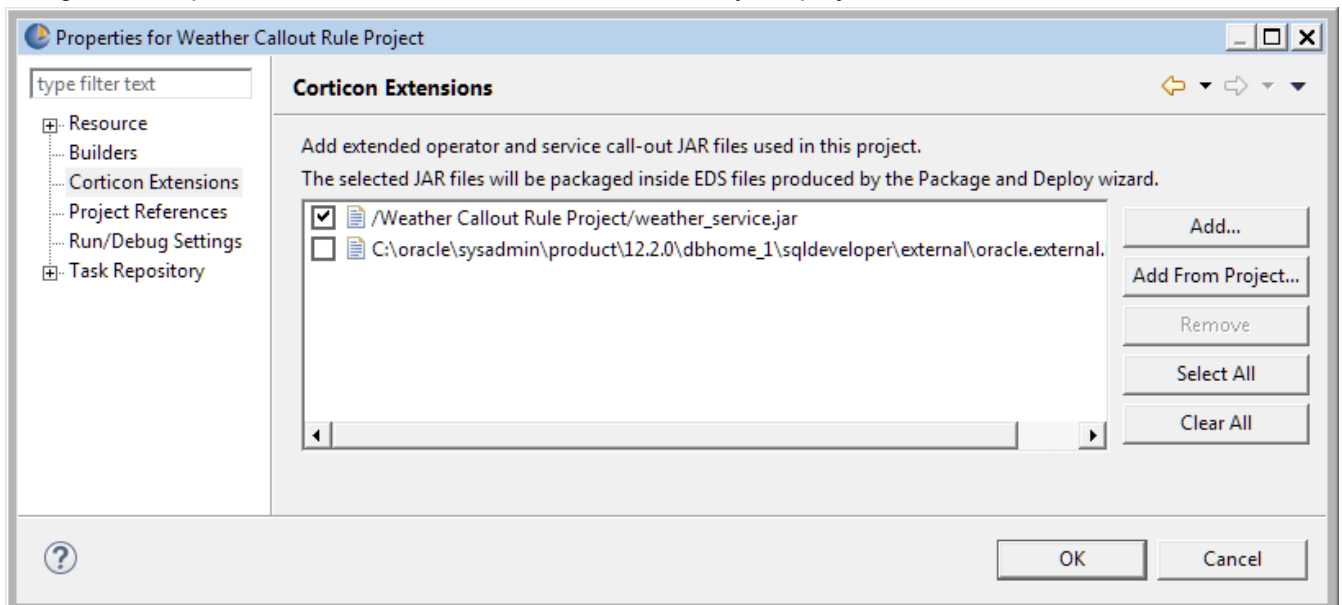 Properties for Weather Callout Rule Project
type filter text
Corticon Extensions
Resource
Builders
Corticon Extensions
Project References
Run/Debug Settings
Task Repository
Add extended operator and service call-out JAR files used in this project.
The selected JAR files will be packaged inside EDS files produced by the Package and Deploy wizard.
/Weather Callout Rule Project/weather_service.jar
C:\oracle\sysadmin\product\12.2.0\dbhome_1\sqldeveloper\external\oracle.external.
Add...
Add From Project...
Remove
Select All
Clear All
?
OK
Cancel